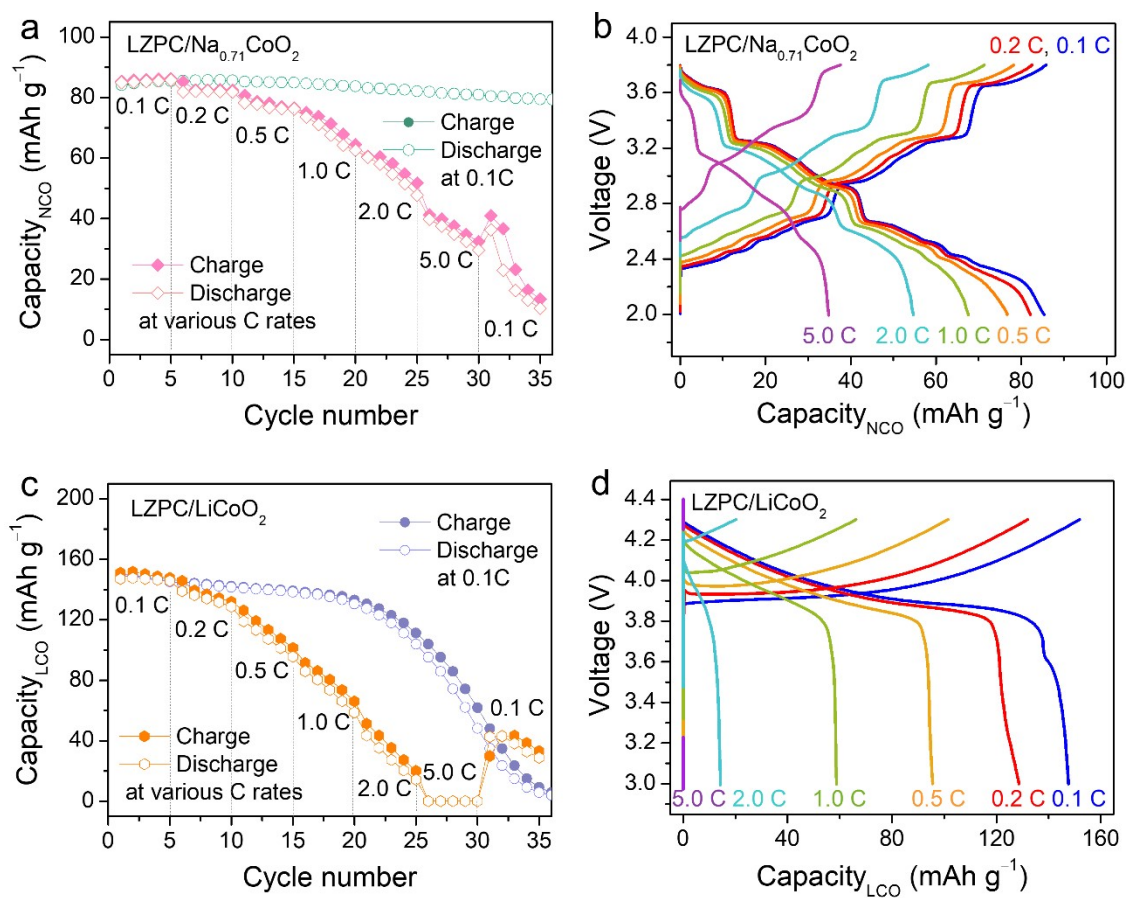 a
LZPC/Na₀.₇₁CoO₂
100
80
60
40
20
0
Capacity_NCO (mAh g⁻¹)
0.1 C
0.2 C
0.5 C
1.0 C
2.0 C
5.0 C
0.1 C
Charge
Discharge
at 0.1C
Charge
Discharge
at various C rates
0 5 10 15 20 25 30 35
Cycle number
b
LZPC/Na₀.₇₁CoO₂
0.2 C, 0.1 C
3.6
3.2
2.8
2.4
2.0
Voltage (V)
5.0 C 2.0 C 1.0 C 0.5 C
0 20 40 60 80 100
Capacity_NCO (mAh g⁻¹)
c
LZPC/LiCoO₂
200
160
120
80
40
0
Capacity_LCO (mAh g⁻¹)
Charge
Discharge
at 0.1C
0.1 C
0.2 C
0.5 C
1.0 C
2.0 C
5.0 C
0.1 C
Charge
Discharge
at various C rates
0 5 10 15 20 25 30 35
Cycle number
d
LZPC/LiCoO₂
4.4
4.2
3.9
3.6
3.3
3.0
Voltage (V)
5.0 C 2.0 C 1.0 C 0.5 C 0.2 C 0.1 C
0 40 80 120 160
Capacity_LCO (mAh g⁻¹)